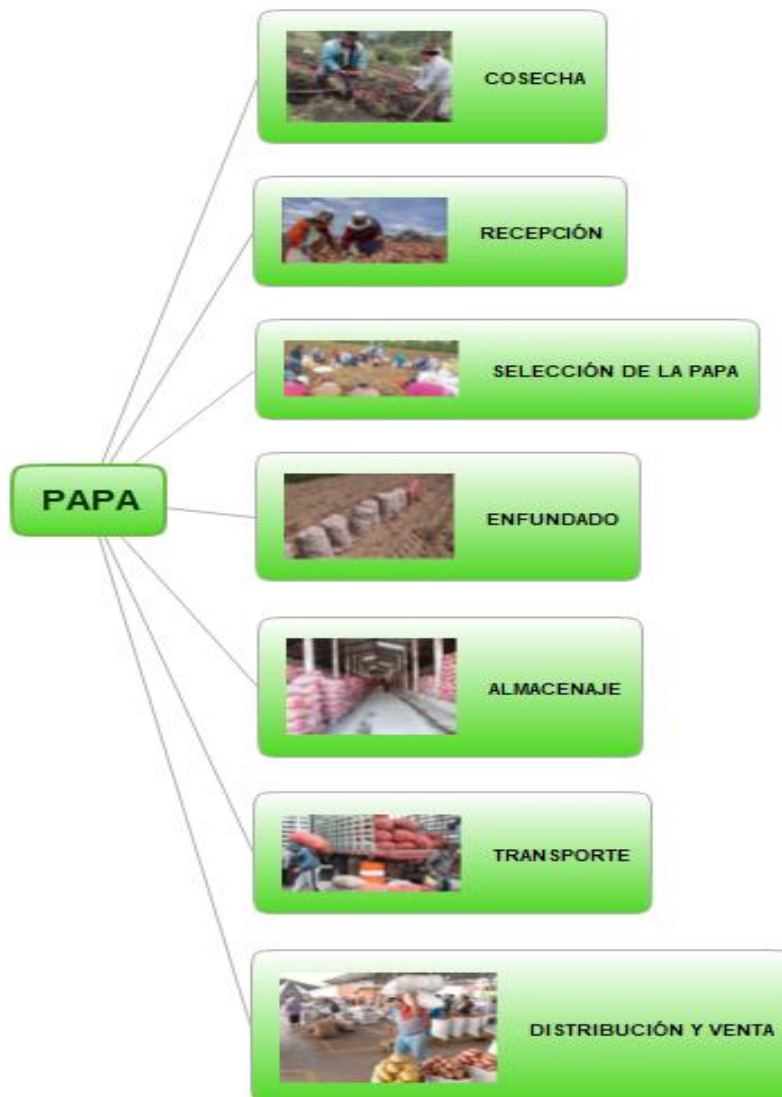 COSECHA
RECEPCIÓN
SELECCIÓN DE LA PAPA
PAPA
ENFUNDADO
ALMACENAJE
TRANSPORTE
DISTRIBUCIÓN Y VENTA